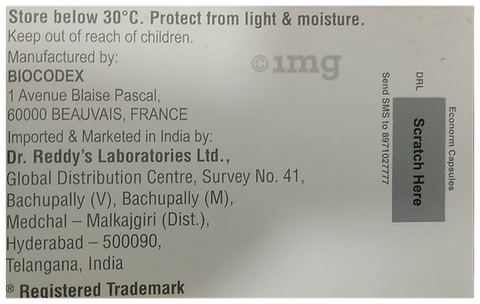 Store below 30°C. Protect from light & moisture.
Keep out of reach of children.
Manufactured by:
BIOCODEX
1 Avenue Blaise Pascal,
60000 BEAUVAIS, FRANCE
Imported & Marketed in India by:
Dr. Reddy's Laboratories Ltd.,
Global Distribution Centre, Survey No. 41,
Bachupally (V), Bachupally (M),
Medchal – Malkajgiri (Dist.),
Hyderabad – 500090,
Telangana, India
® Registered Trademark
©1mg
Econorm Capsules
Scratch Here
DRL
Send SMS to 8971027777